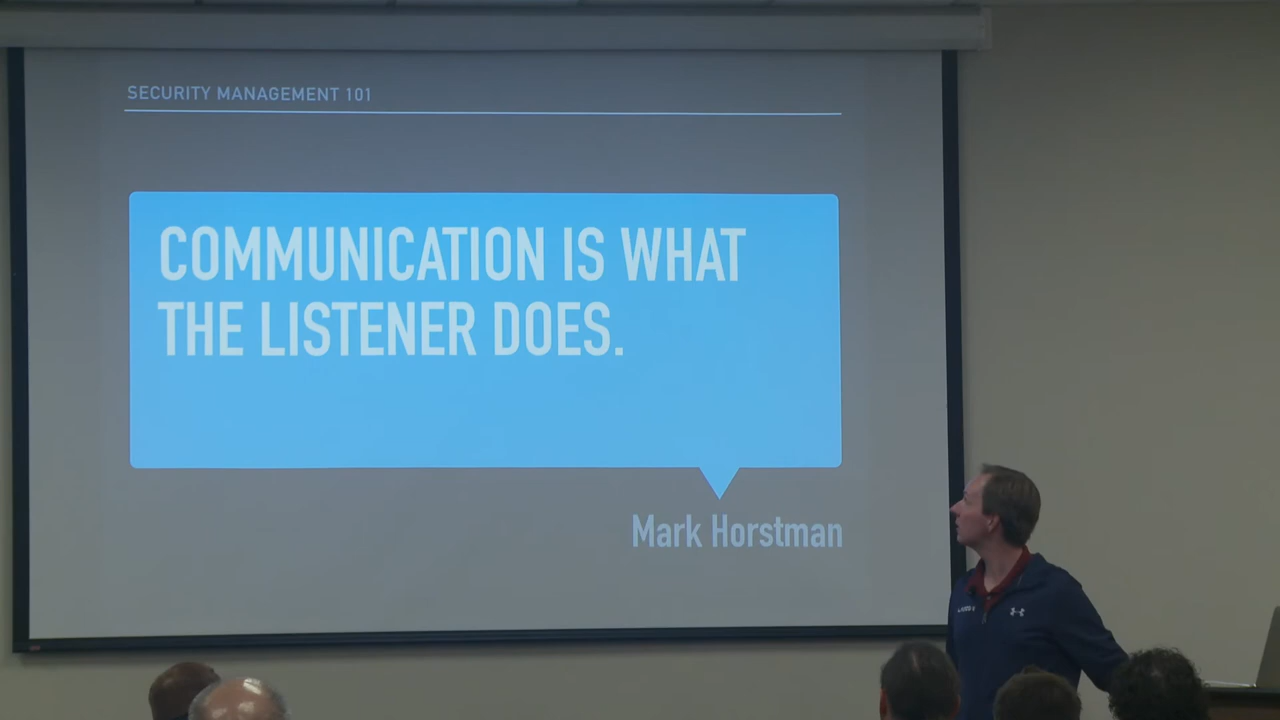 SECURITY MANAGEMENT 101
COMMUNICATION IS WHAT
THE LISTENER DOES.
Mark Horstman